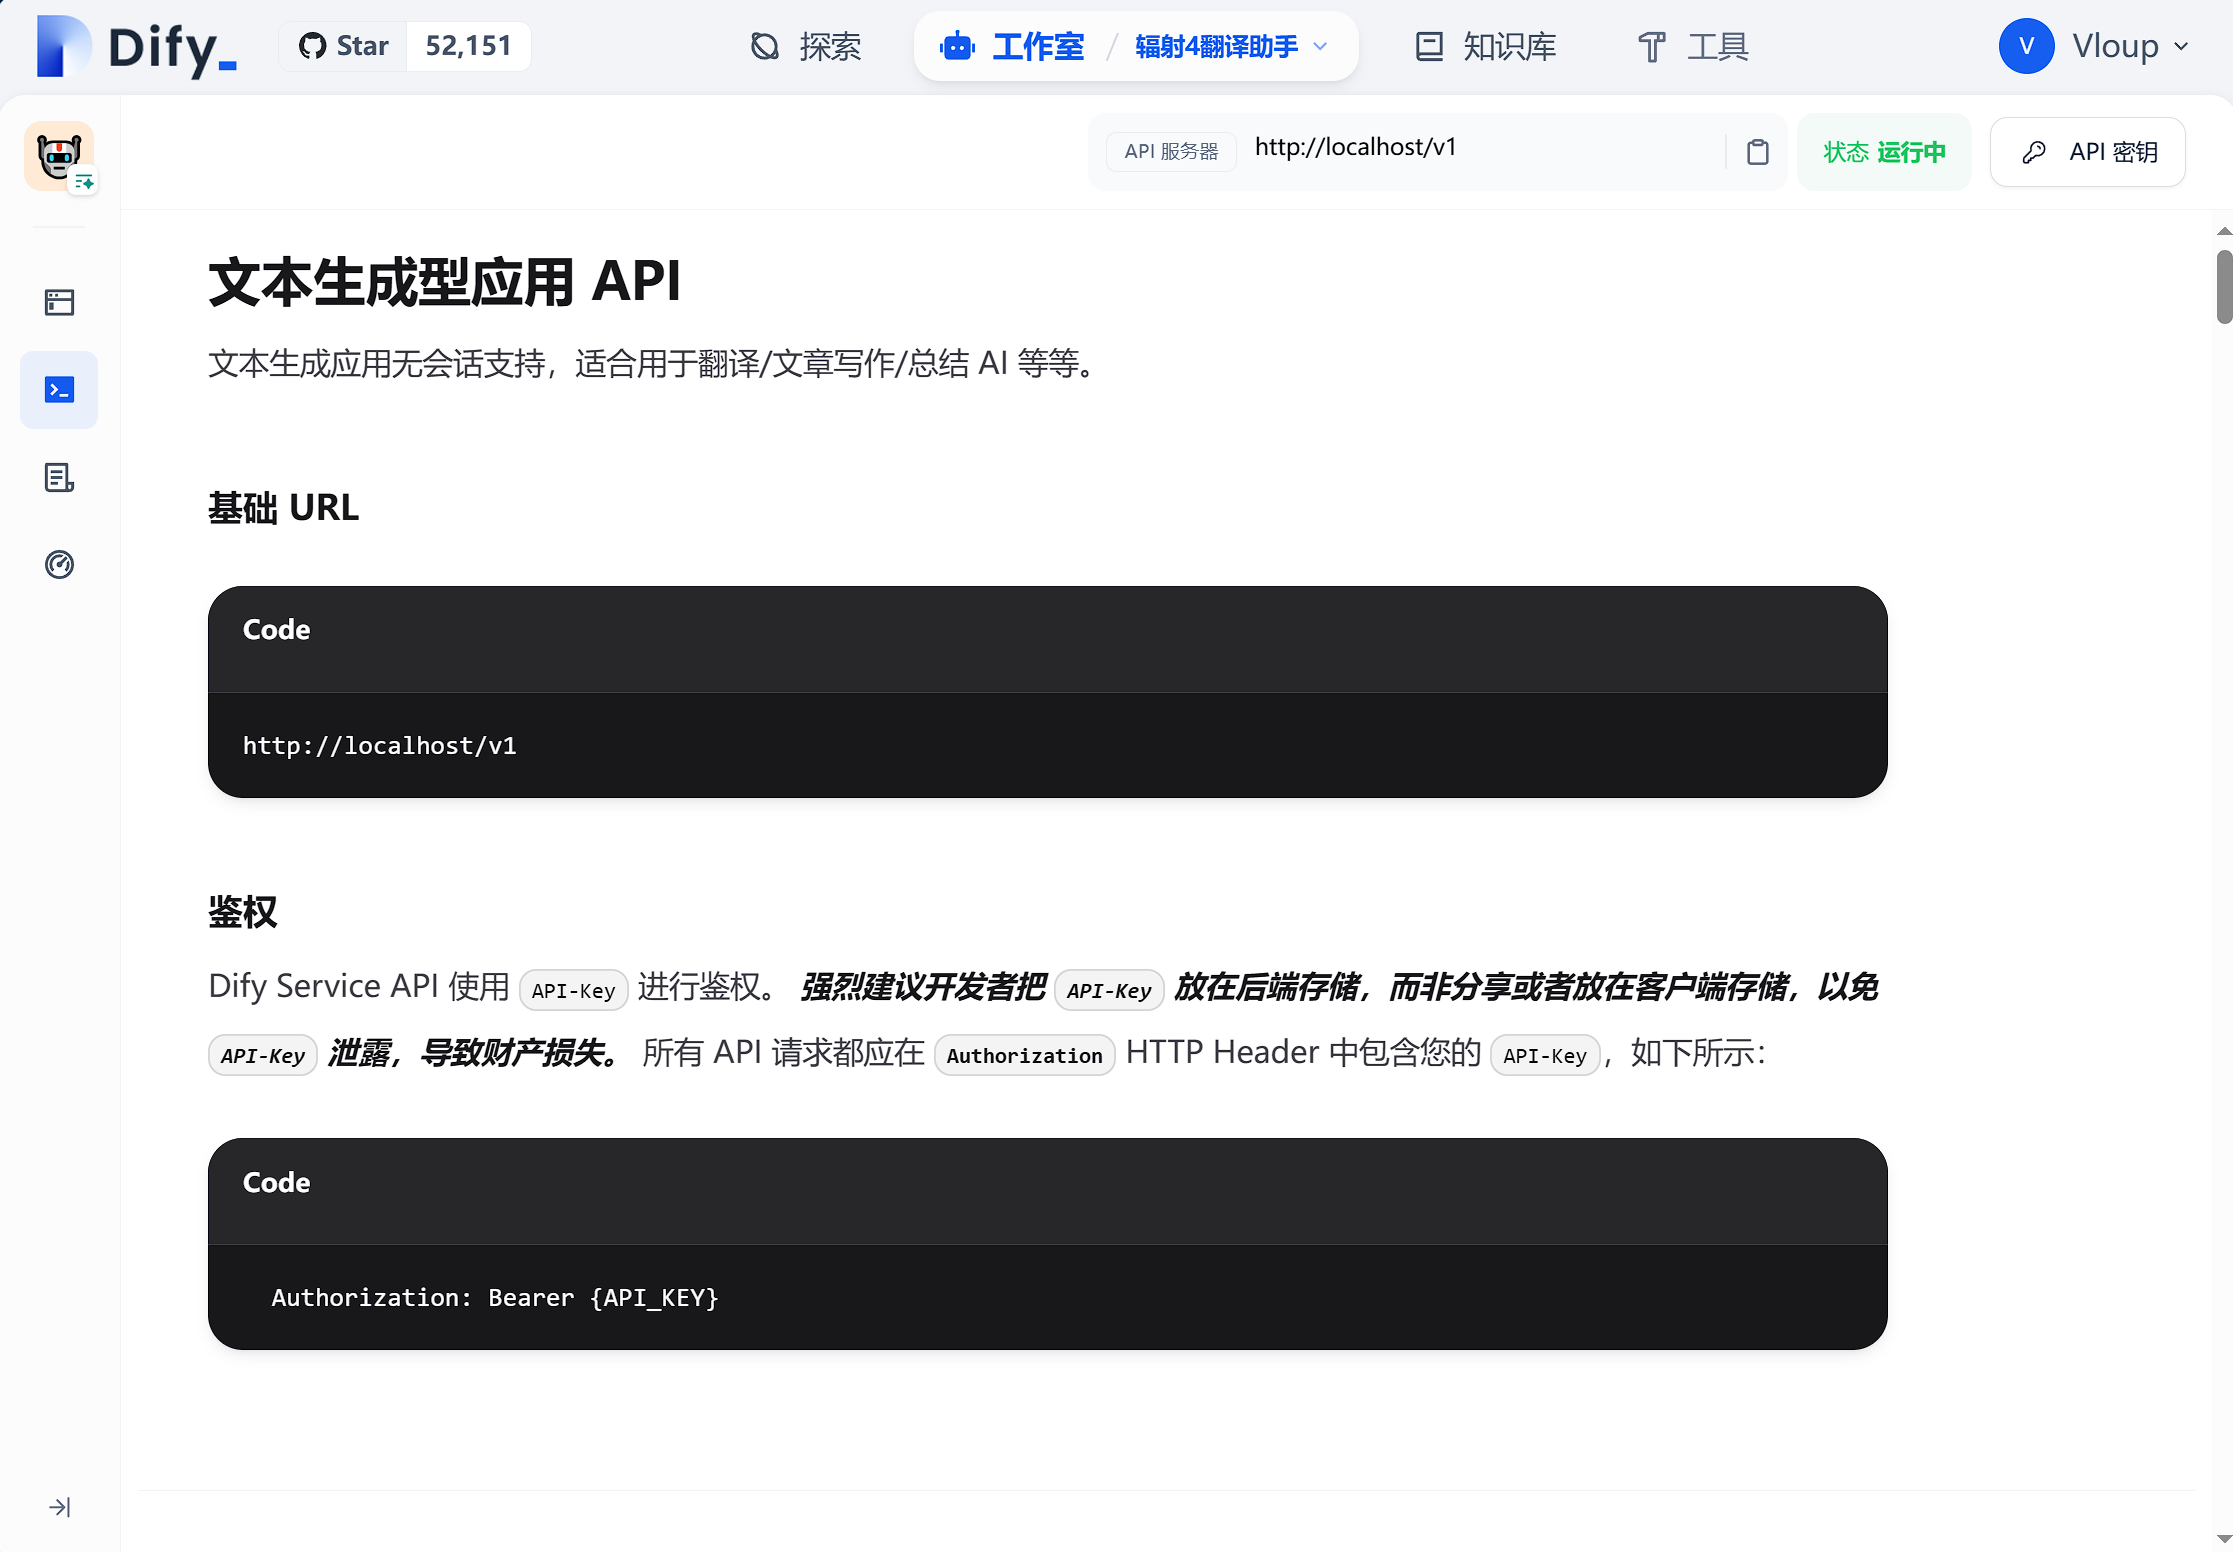 Dify_
Star 52,151
探索
工作室 / 辐射4翻译助手
知识库
工具
V Vloup
API 服务器 http://localhost/v1
状态 运行中
API 密钥
文本生成型应用 API
文本生成应用无会话支持，适合用于翻译/文章写作/总结 AI 等等。
基础 URL
Code
http://localhost/v1
鉴权
Dify Service API 使用 API-Key 进行鉴权。 强烈建议开发者把 API-Key 放在后端存储，而非分享或者放在客户端存储，以免
API-Key 泄露，导致财产损失。 所有 API 请求都应在 Authorization HTTP Header 中包含您的 API-Key，如下所示：
Code
Authorization: Bearer {API_KEY}